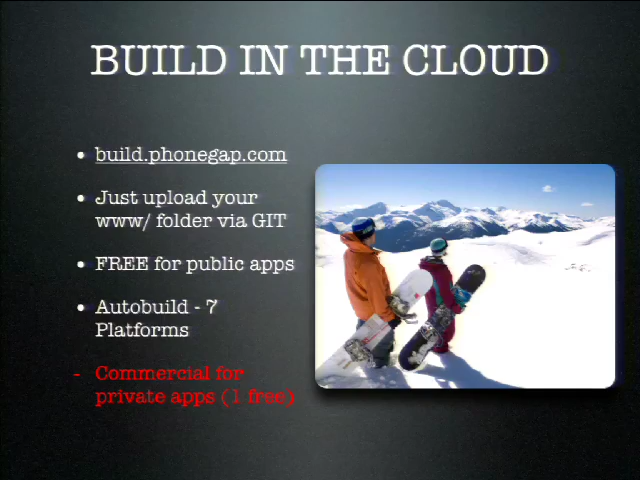 BUILD IN THE CLOUD
• build.phonegap.com
• Just upload your
www/ folder via GIT
• FREE for public apps
• Autobuild - 7
Platforms
- Commercial for
private apps (1 free)